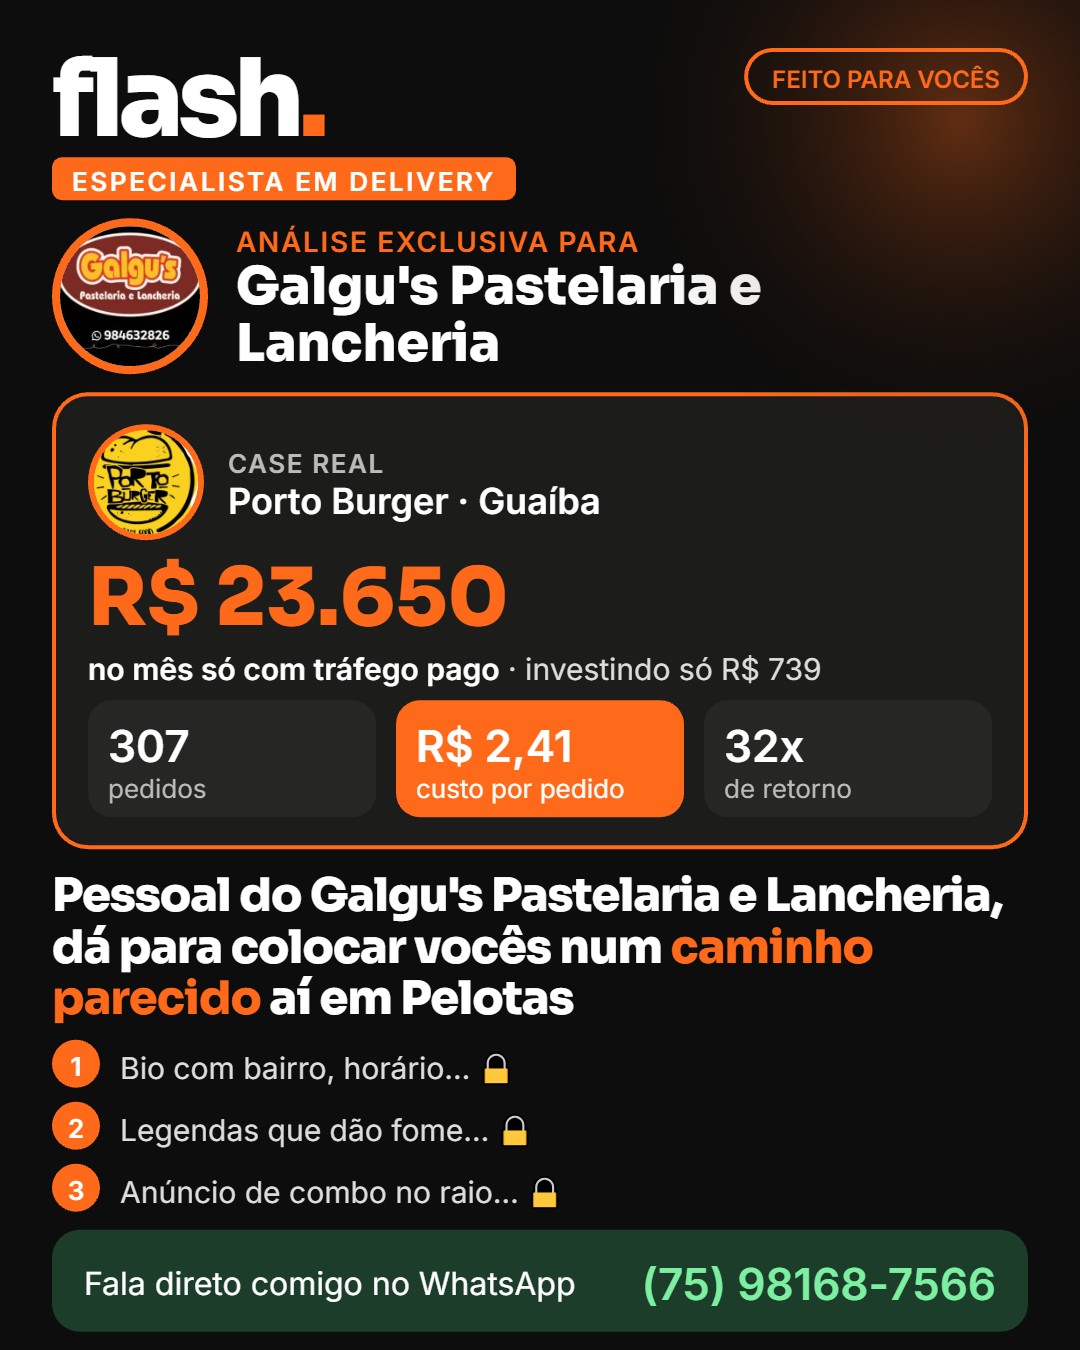 flash.
FEITO PARA VOCÊS
ESPECIALISTA EM DELIVERY
Galgu's
Pastelaria e Lancheria
984632826
ANÁLISE EXCLUSIVA PARA
Galgu's Pastelaria e
Lancheria
PORTO
BURGER
CASE REAL
Porto Burger · Guaíba
R$ 23.650
no mês só com tráfego pago · investindo só R$ 739
307
pedidos
R$ 2,41
custo por pedido
32x
de retorno
Pessoal do Galgu's Pastelaria e Lancheria,
dá para colocar vocês num caminho
parecido aí em Pelotas
1 Bio com bairro, horário...
2 Legendas que dão fome...
3 Anúncio de combo no raio...
Fala direto comigo no WhatsApp (75) 98168-7566